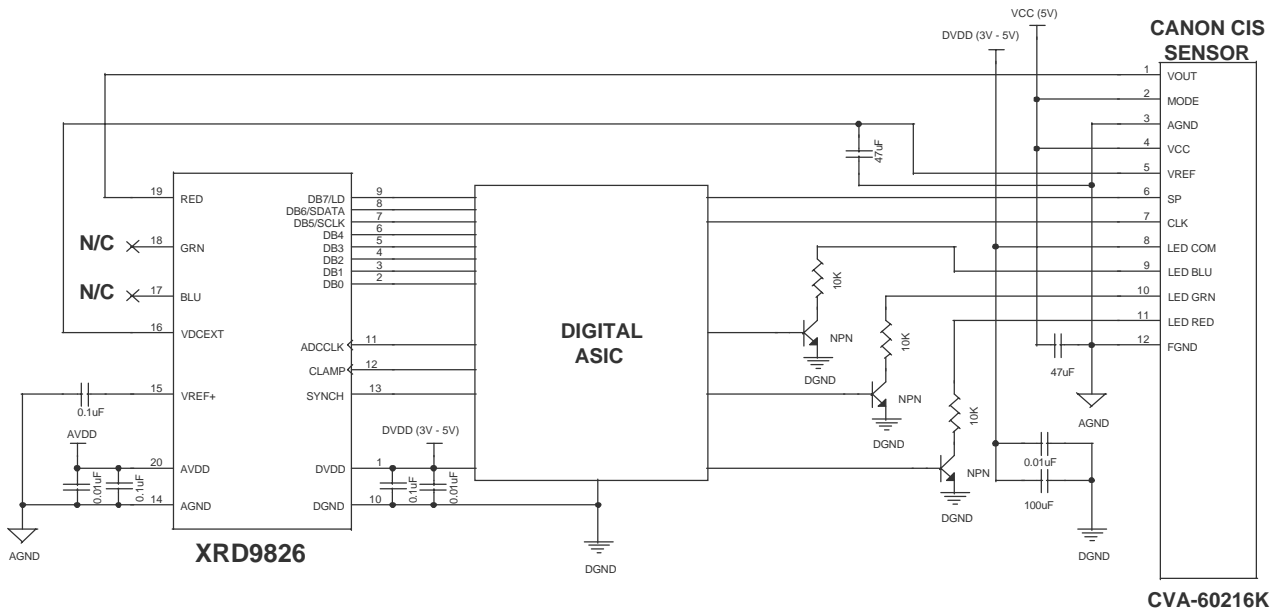 VCC (5V)
DVDD (3V - 5V)
CANON CIS
SENSOR
1 VOUT
2 MODE
3 AGND
4 VCC
5 VREF
6 SP
7 CLK
8 LED COM
9 LED BLU
10 LED GRN
11 LED RED
12 FGND
47uF
19 RED
N/C 18 GRN
N/C 17 BLU
16 VDCEXT
15 VREF+
0.1uF
AVDD
20 AVDD
0.01uF
0.1uF
14 AGND
AGND
DB7/LD 9
DB6/SDATA 8
DB5/SCLK 7
DB4 6
DB3 5
DB2 4
DB1 3
DB0 2
ADCCLK 11
CLAMP 12
SYNCH 13
DVDD (3V - 5V)
DVDD 1
0.1uF
0.01uF
DGND 10
XRD9826
DIGITAL
ASIC
DGND
10K
NPN
DGND
10K
NPN
DGND
10K
NPN
DGND
47uF
AGND
0.01uF
100uF
DGND
CVA-60216K